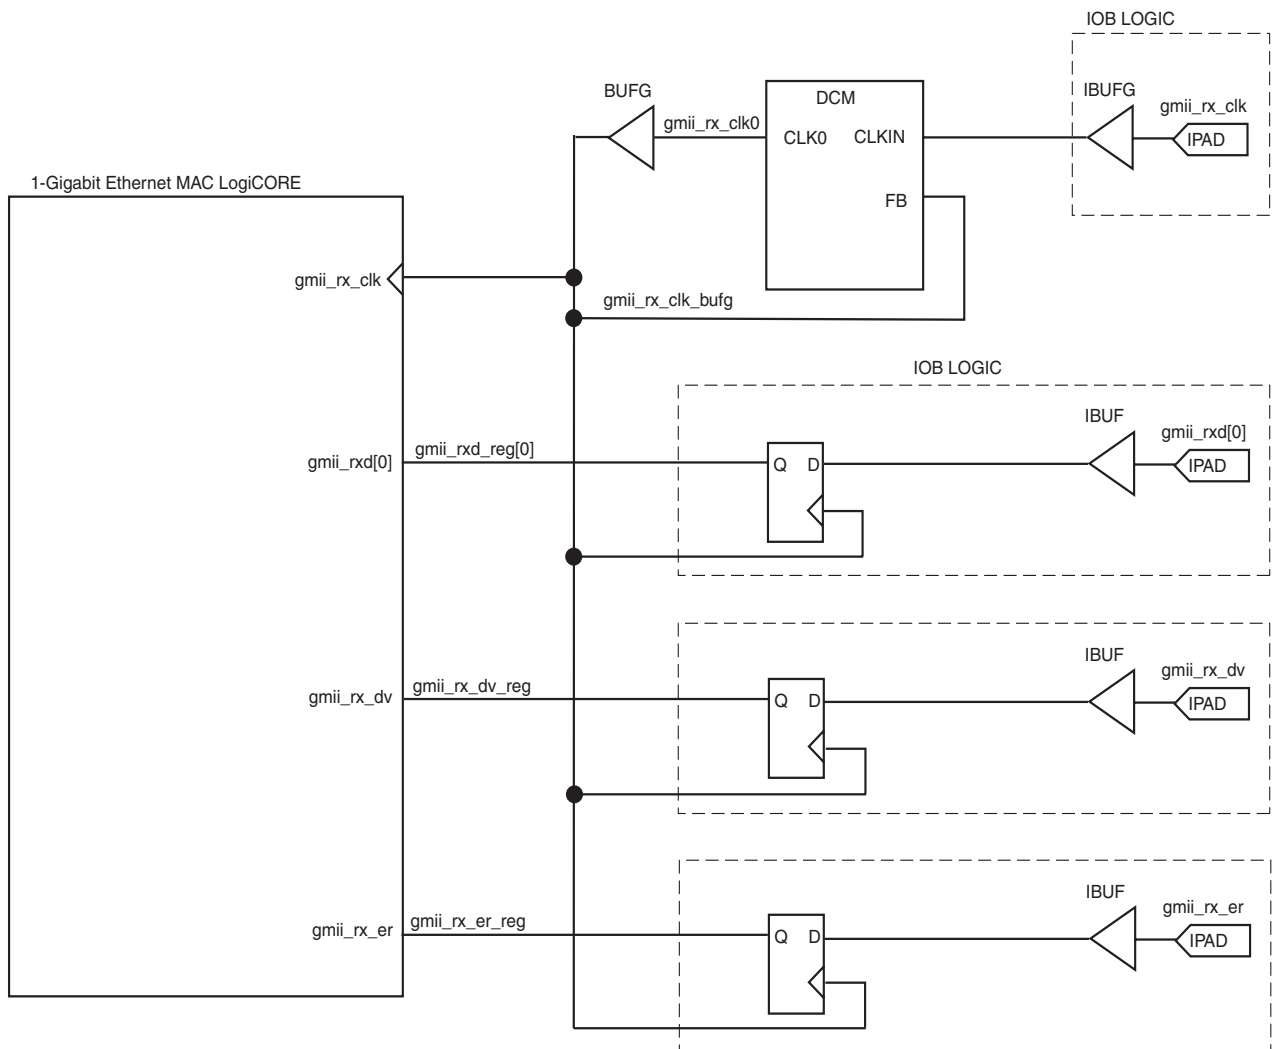 IOB LOGIC
BUFG
DCM
IBUFG
gmii_rx_clk
gmii_rx_clk0
CLK0
CLKIN
IPAD
1-Gigabit Ethernet MAC LogiCORE
FB
gmii_rx_clk
gmii_rx_clk_bufg
IOB LOGIC
IBUF
gmii_rxd[0]
gmii_rxd[0]
gmii_rxd_reg[0]
Q
D
IPAD
IBUF
gmii_rx_dv
gmii_rx_dv
gmii_rx_dv_reg
Q
D
IPAD
IBUF
gmii_rx_er
gmii_rx_er
gmii_rx_er_reg
Q
D
IPAD